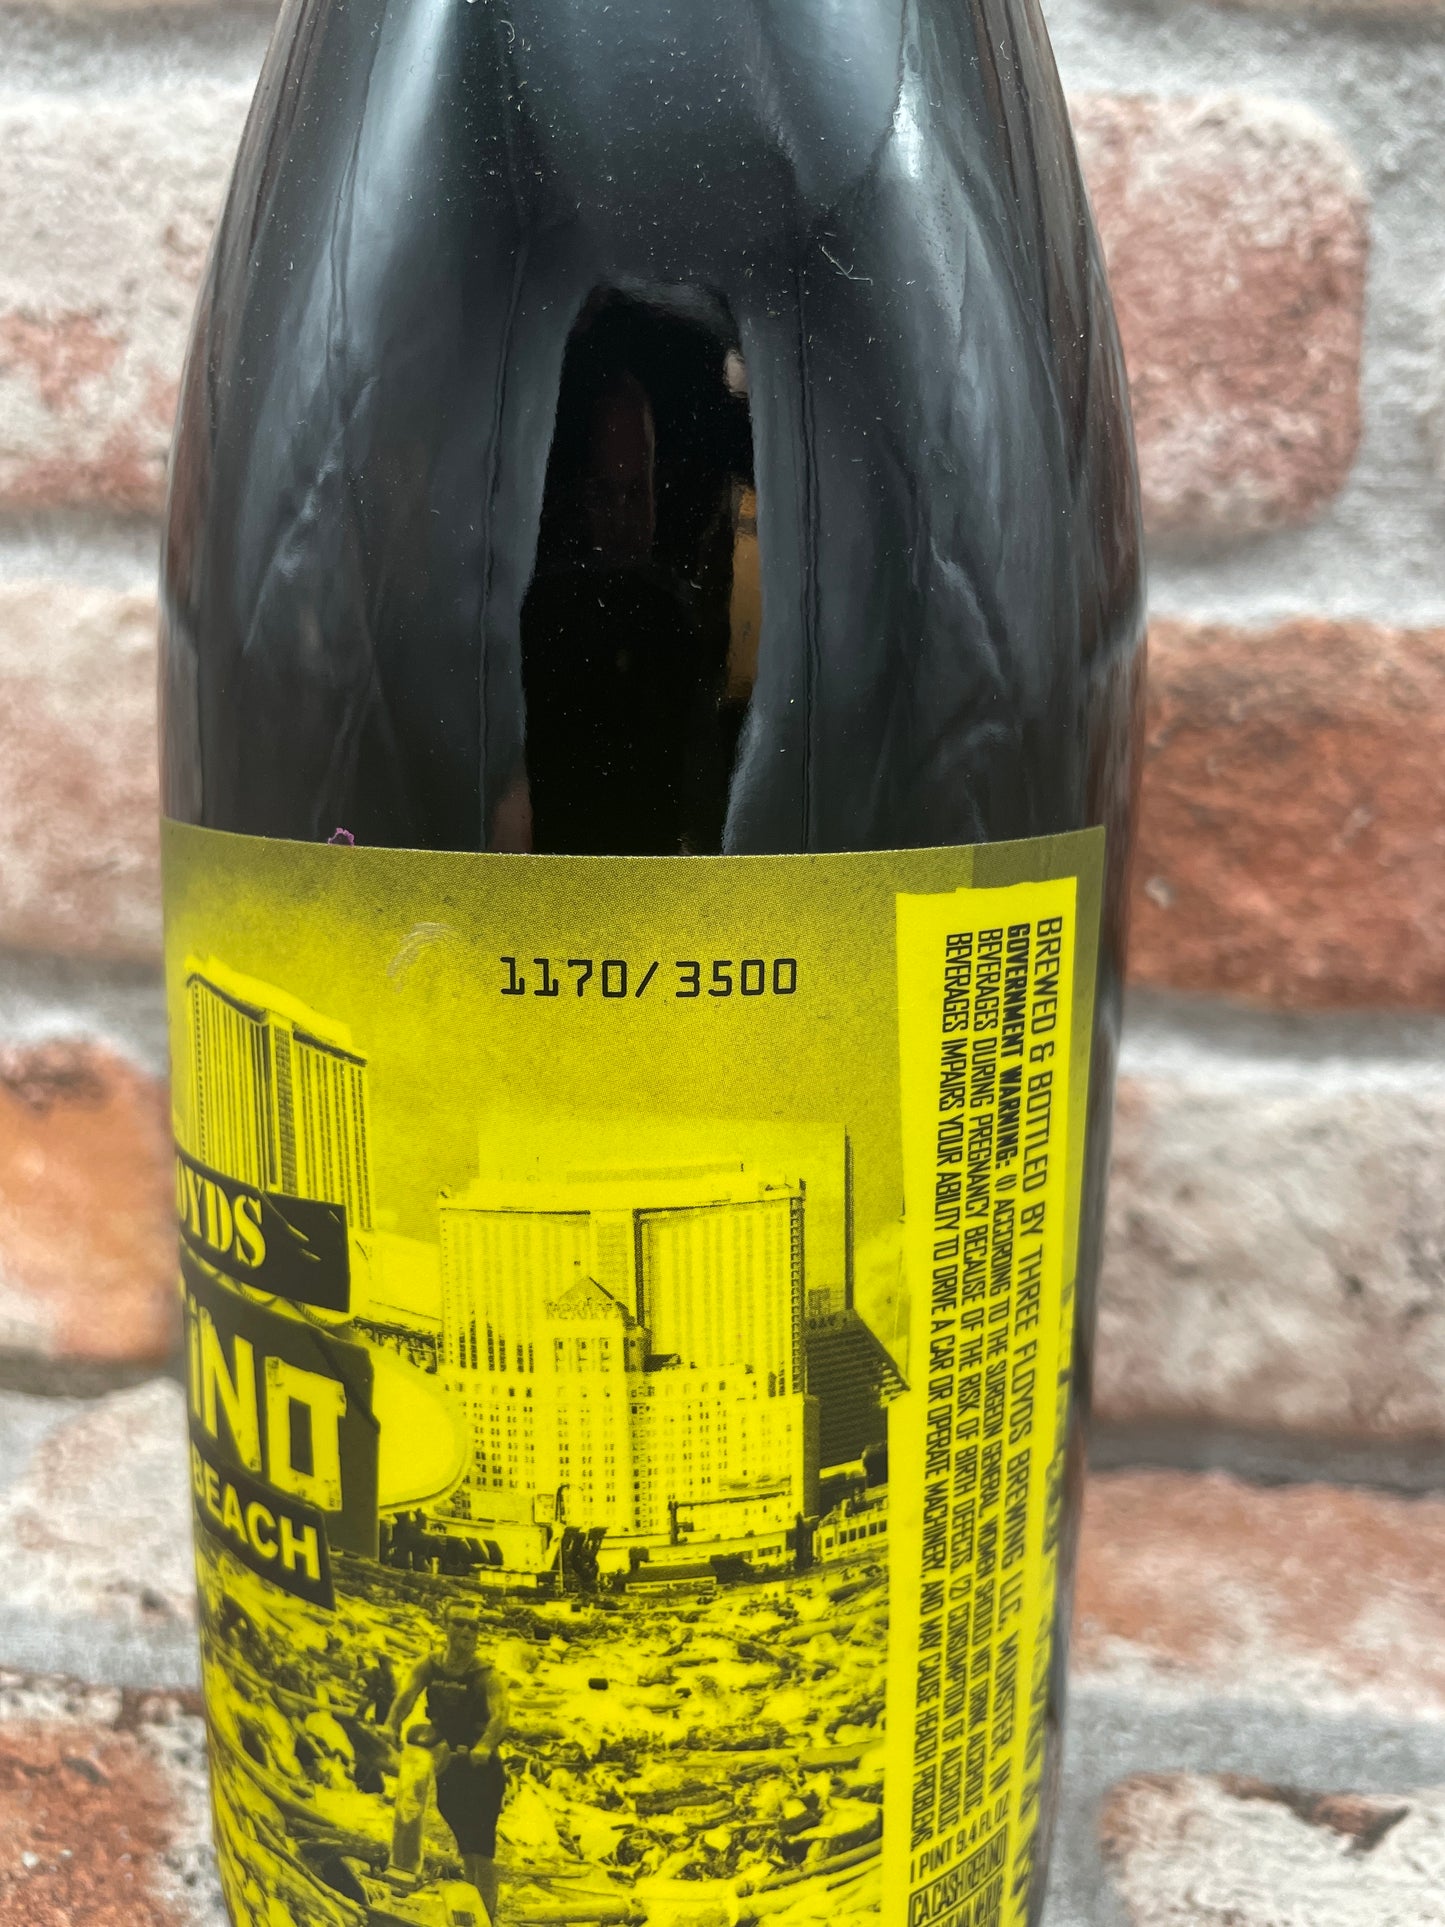 1170/3500
OYDS
ÏNO
BEACH
BREWED & BOTTLED BY THREE FLOYDS BREWING LLC, MUNSTER, IN
GOVERNMENT WARNING: (1) ACCORDING TO THE SURGEON GENERAL, WOMEN SHOULD NOT DRINK ALCOHOLIC
BEVERAGES DURING PREGNANCY BECAUSE OF THE RISK OF BIRTH DEFECTS. (2) CONSUMPTION OF ALCOHOLIC
BEVERAGES IMPAIRS YOUR ABILITY TO DRIVE A CAR OR OPERATE MACHINERY, AND MAY CAUSE HEALTH PROBLEMS.
1 PINT 9.4 FL OZ
CA CASH REFUND